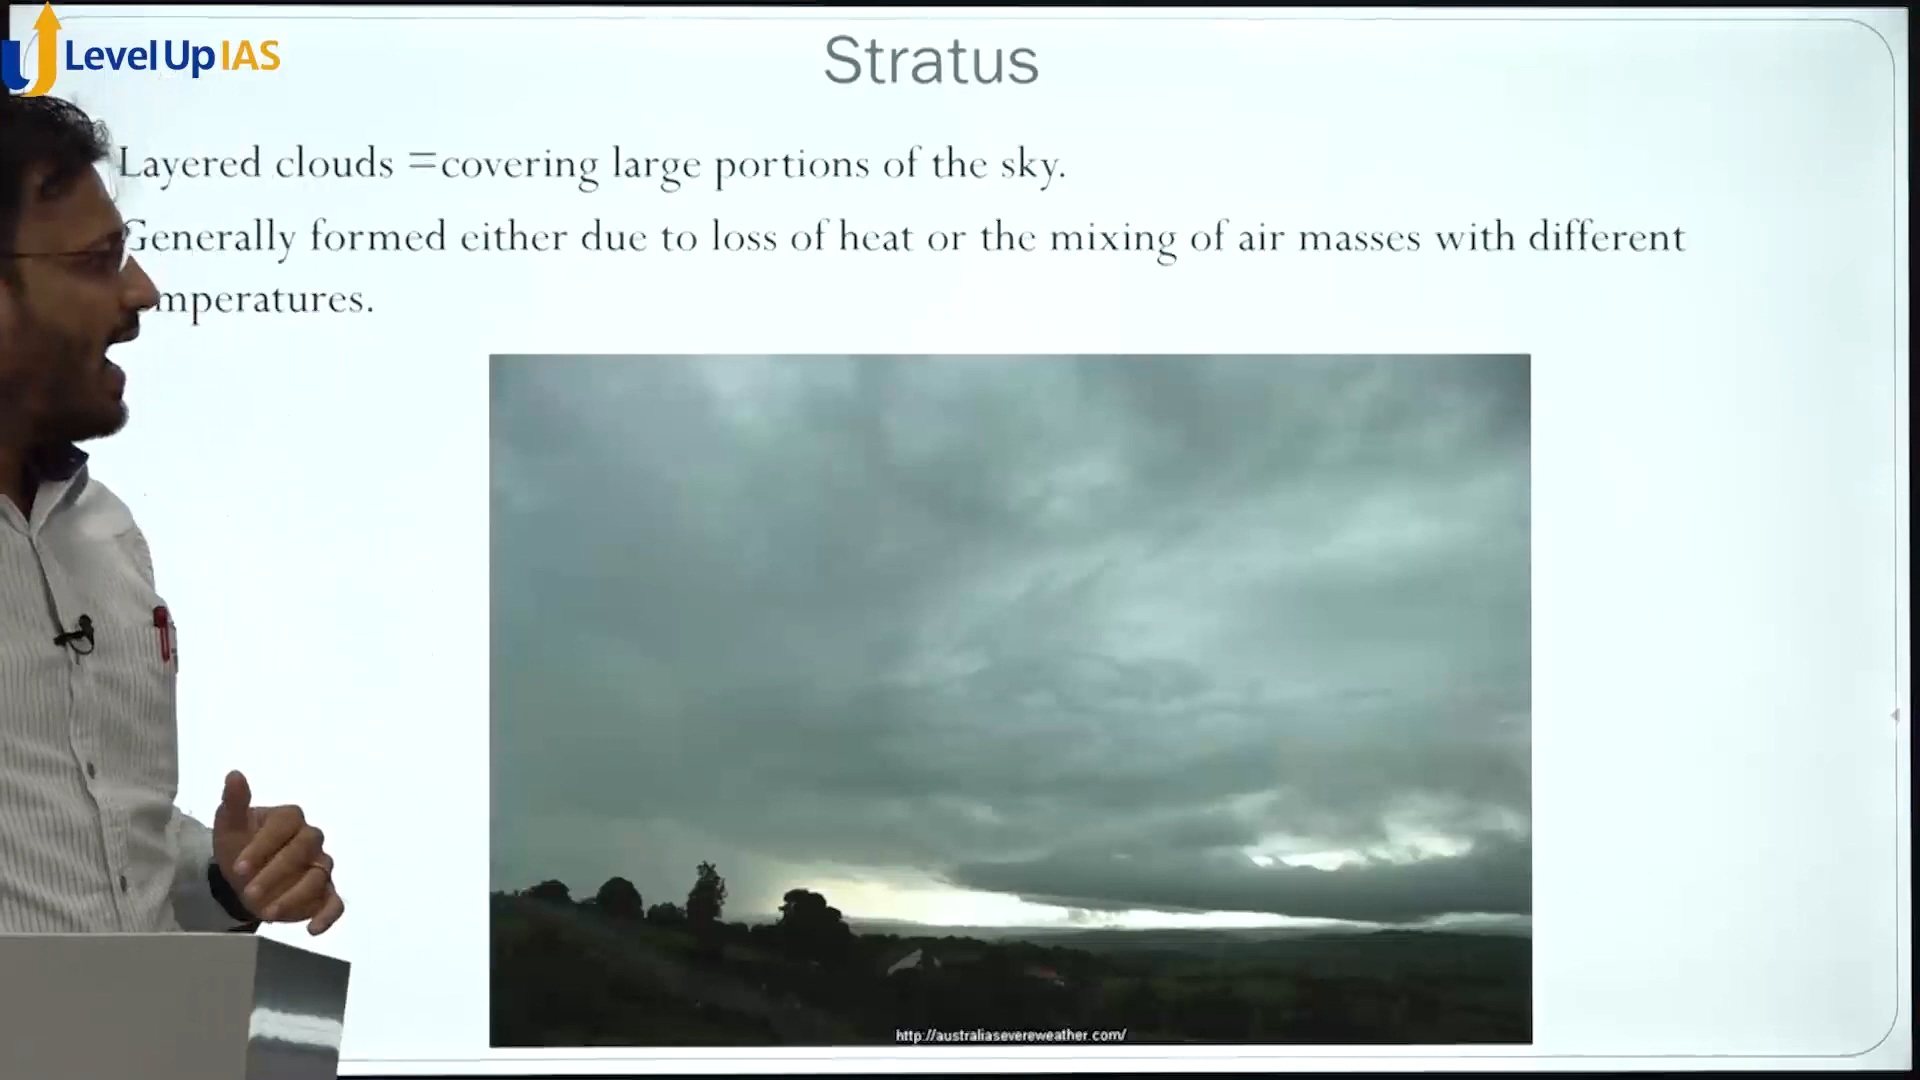 Level Up IAS
Stratus
Layered clouds =covering large portions of the sky.
Generally formed either due to loss of heat or the mixing of air masses with different
mperatures.
http://australiasevereweather.com/